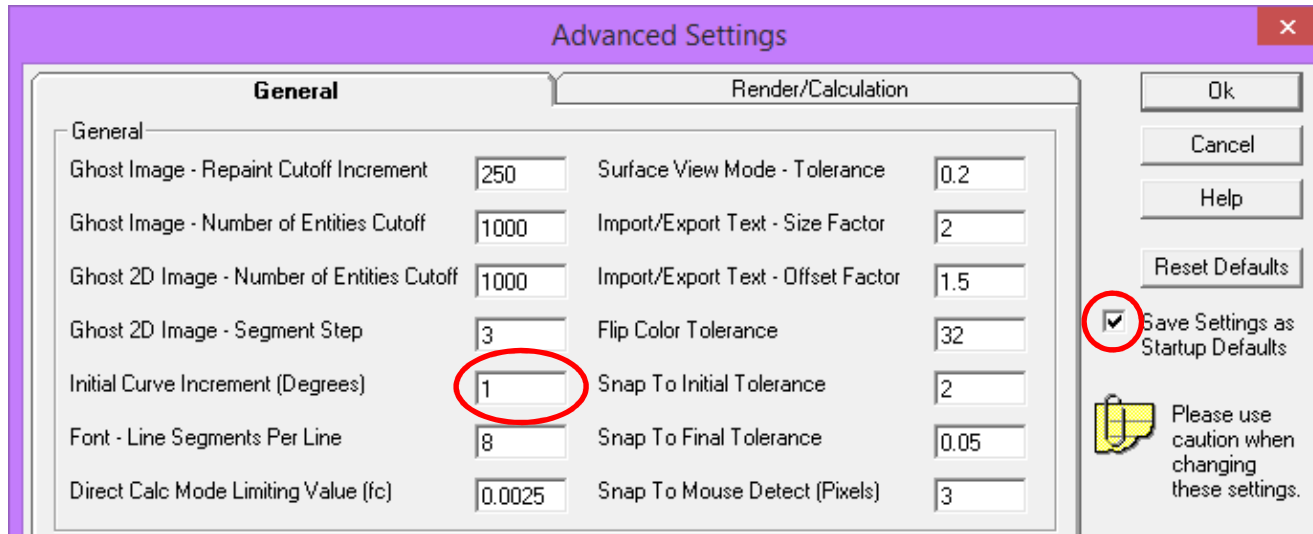 Advanced Settings
General
Render/Calculation
General
Ghost Image - Repaint Cutoff Increment 250
Surface View Mode - Tolerance 0.2
Ghost Image - Number of Entities Cutoff 1000
Import/Export Text - Size Factor 2
Ghost 2D Image - Number of Entities Cutoff 1000
Import/Export Text - Offset Factor 1.5
Ghost 2D Image - Segment Step 3
Flip Color Tolerance 32
Initial Curve Increment (Degrees) 1
Snap To Initial Tolerance 2
Font - Line Segments Per Line 8
Snap To Final Tolerance 0.05
Direct Calc Mode Limiting Value (fc) 0.0025
Snap To Mouse Detect (Pixels) 3
Ok
Cancel
Help
Reset Defaults
Save Settings as
Startup Defaults
Please use
caution when
changing
these settings.